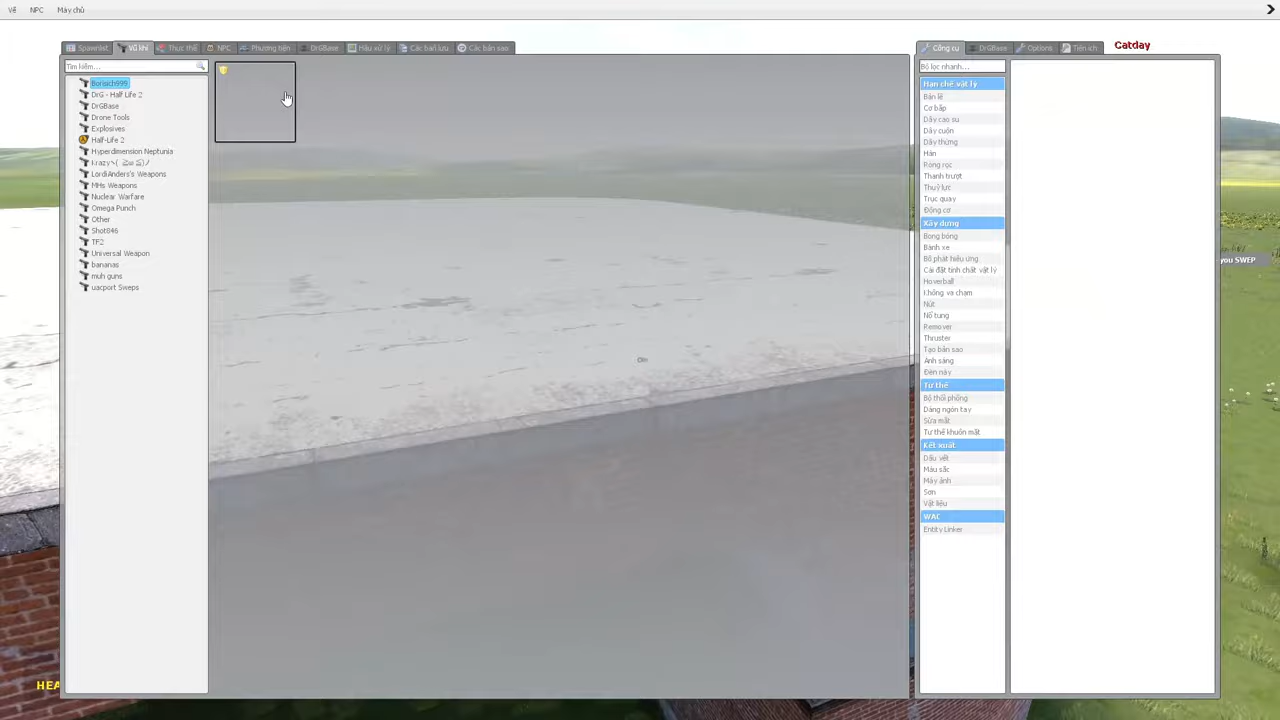 Vẽ NPC Máy chủ
Spawnlist Vũ khí Thực thể NPC Phương tiện DrGBase Hậu xử lý Các bản lưu Các bản sao
Công cụ DrGBase Options Tiện ích
Catday
Tìm kiếm...
Borisich999
DrG - Half Life 2
DrGBase
Drone Tools
Explosives
Half-Life 2
Hyperdimension Neptunia
LordiAnders's Weapons
MHs Weapons
Nuclear Warfare
Omega Punch
Other
Shot846
TF2
Universal Weapon
bananas
muh guns
uacport Sweps
Bộ lọc nhanh...
Hạn chế vật lý
Bản lề
Cơ bắp
Dây cao su
Dây cuộn
Dây thừng
Hàn
Ròng rọc
Thanh trượt
Thuỷ lực
Trục quay
Động cơ
Xây dựng
Bong bóng
Bánh xe
Bộ phát hiệu ứng
Cài đặt tính chất vật lý
Hoverball
Không va chạm
Nút
Nổ tung
Remover
Thruster
Tạo bản sao
Ánh sáng
Đèn này
Tư thế
Bộ thổi phồng
Dáng ngón tay
Sửa mắt
Tư thế khuôn mặt
Kết xuất
Dấu vết
Màu sắc
Máy ảnh
Sơn
Vật liệu
WAC
Entity Linker
you SWEP
HEA